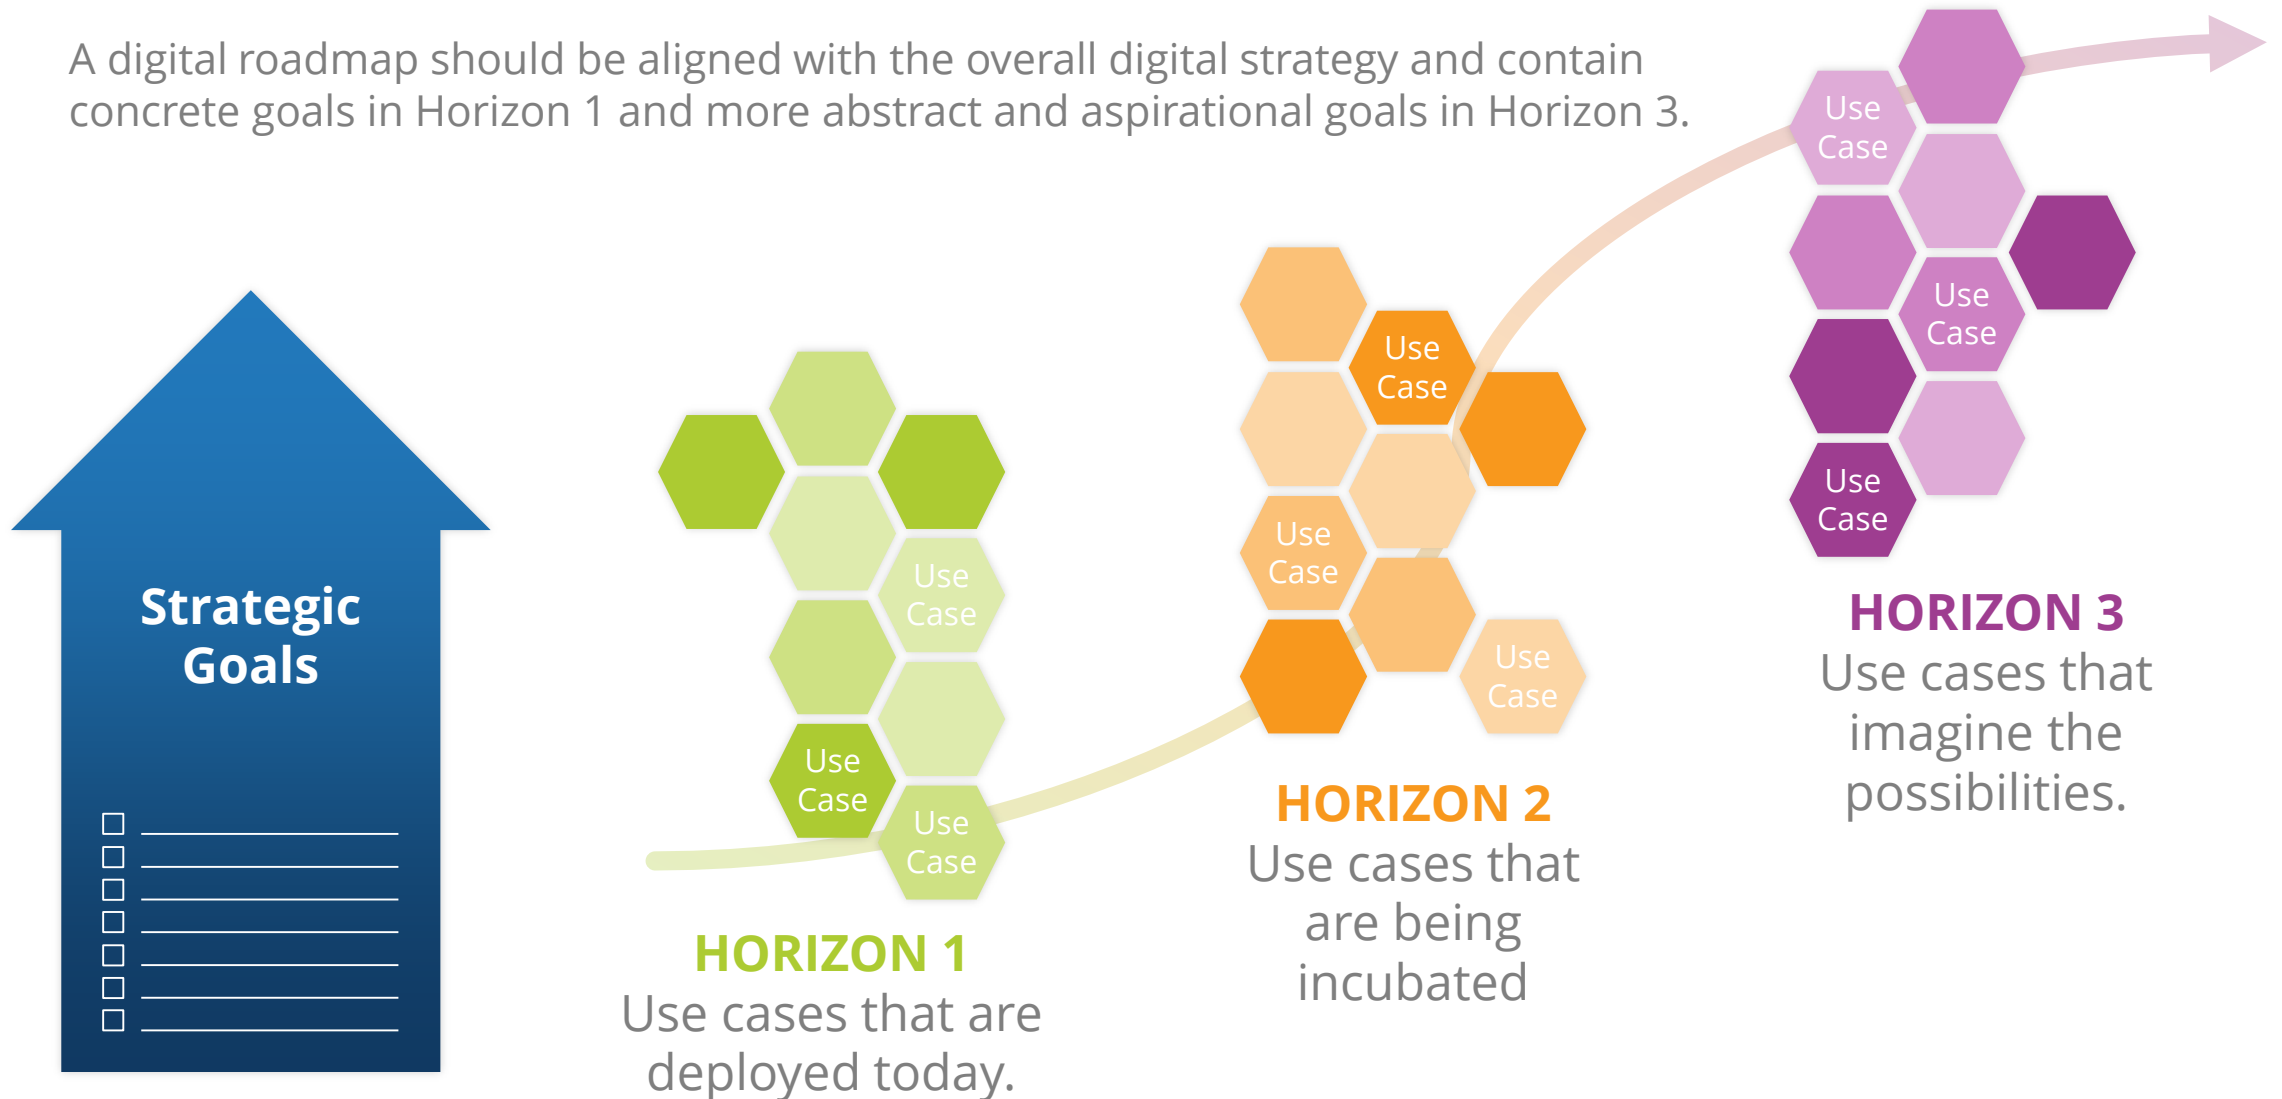 A digital roadmap should be aligned with the overall digital strategy and contain
concrete goals in Horizon 1 and more abstract and aspirational goals in Horizon 3.
Strategic
Goals
Use
Case
Use
Case
Use
Case
HORIZON 1
Use cases that are
deployed today.
Use
Case
Use
Case
Use
Case
HORIZON 2
Use cases that
are being
incubated
Use
Case
Use
Case
Use
Case
HORIZON 3
Use cases that
imagine the
possibilities.